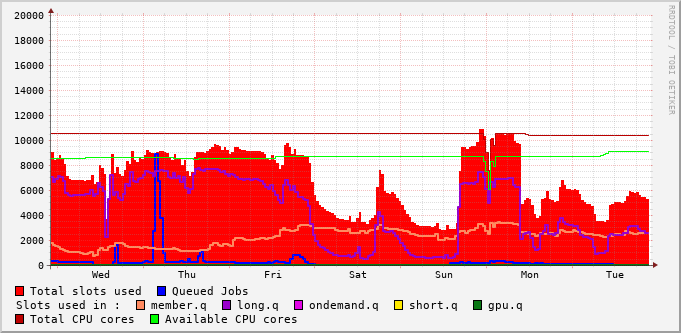 20000
18000
16000
14000
12000
10000
8000
6000
4000
2000
0
Wed Thu Fri Sat Sun Mon Tue
RRDTOOL / TOBI OETIKER
Total slots used Queued Jobs
Slots used in : member.q long.q ondemand.q short.q gpu.q
Total CPU cores Available CPU cores